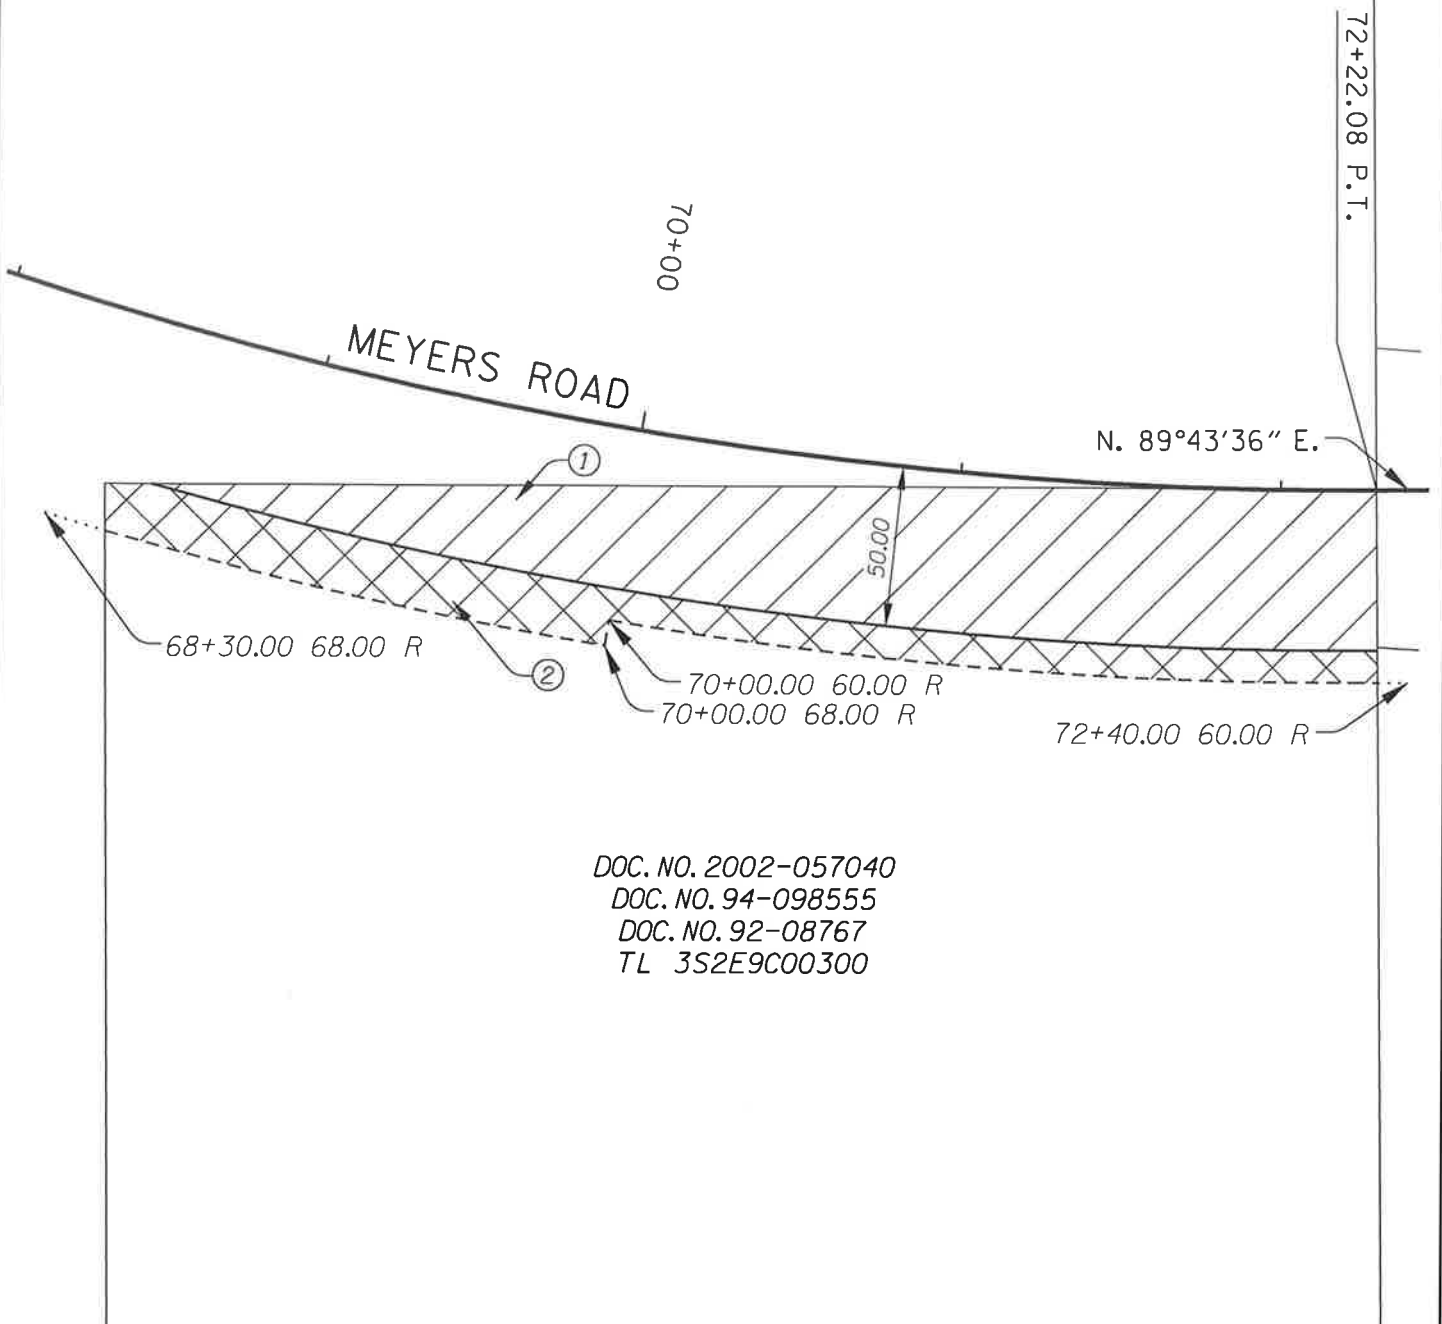 72+22.08 P.T.
70+00
MEYERS ROAD
N. 89°43'36" E.
1
50.00
68+30.00 68.00 R
2
70+00.00 60.00 R
70+00.00 68.00 R
72+40.00 60.00 R
DOC. NO. 2002-057040
DOC. NO. 94-098555
DOC. NO. 92-08767
TL 3S2E9C00300